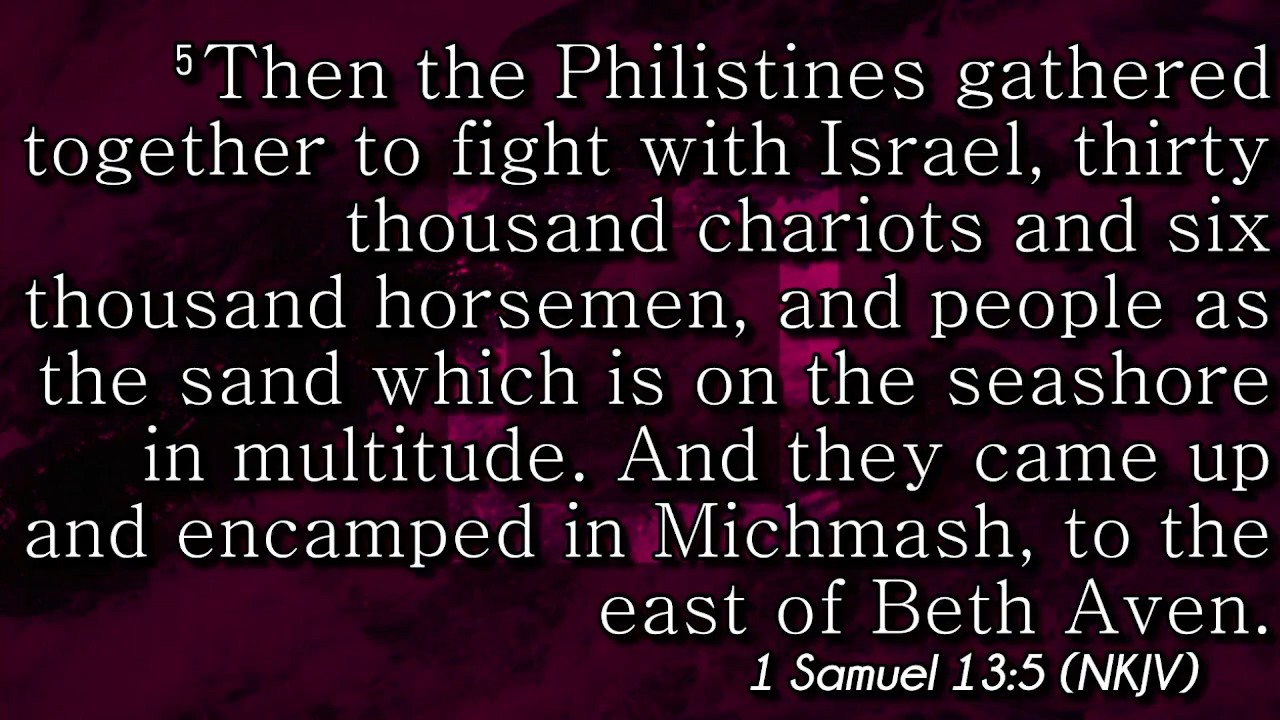 ⁵Then the Philistines gathered
together to fight with Israel, thirty
thousand chariots and six
thousand horsemen, and people as
the sand which is on the seashore
in multitude. And they came up
and encamped in Michmash, to the
east of Beth Aven.
1 Samuel 13:5 (NKJV)